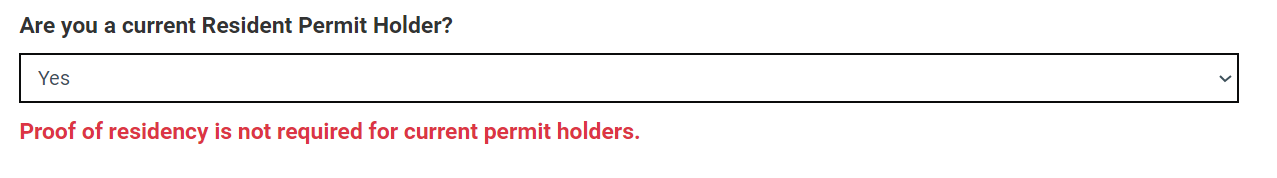 Are you a current Resident Permit Holder?
Yes
Proof of residency is not required for current permit holders.